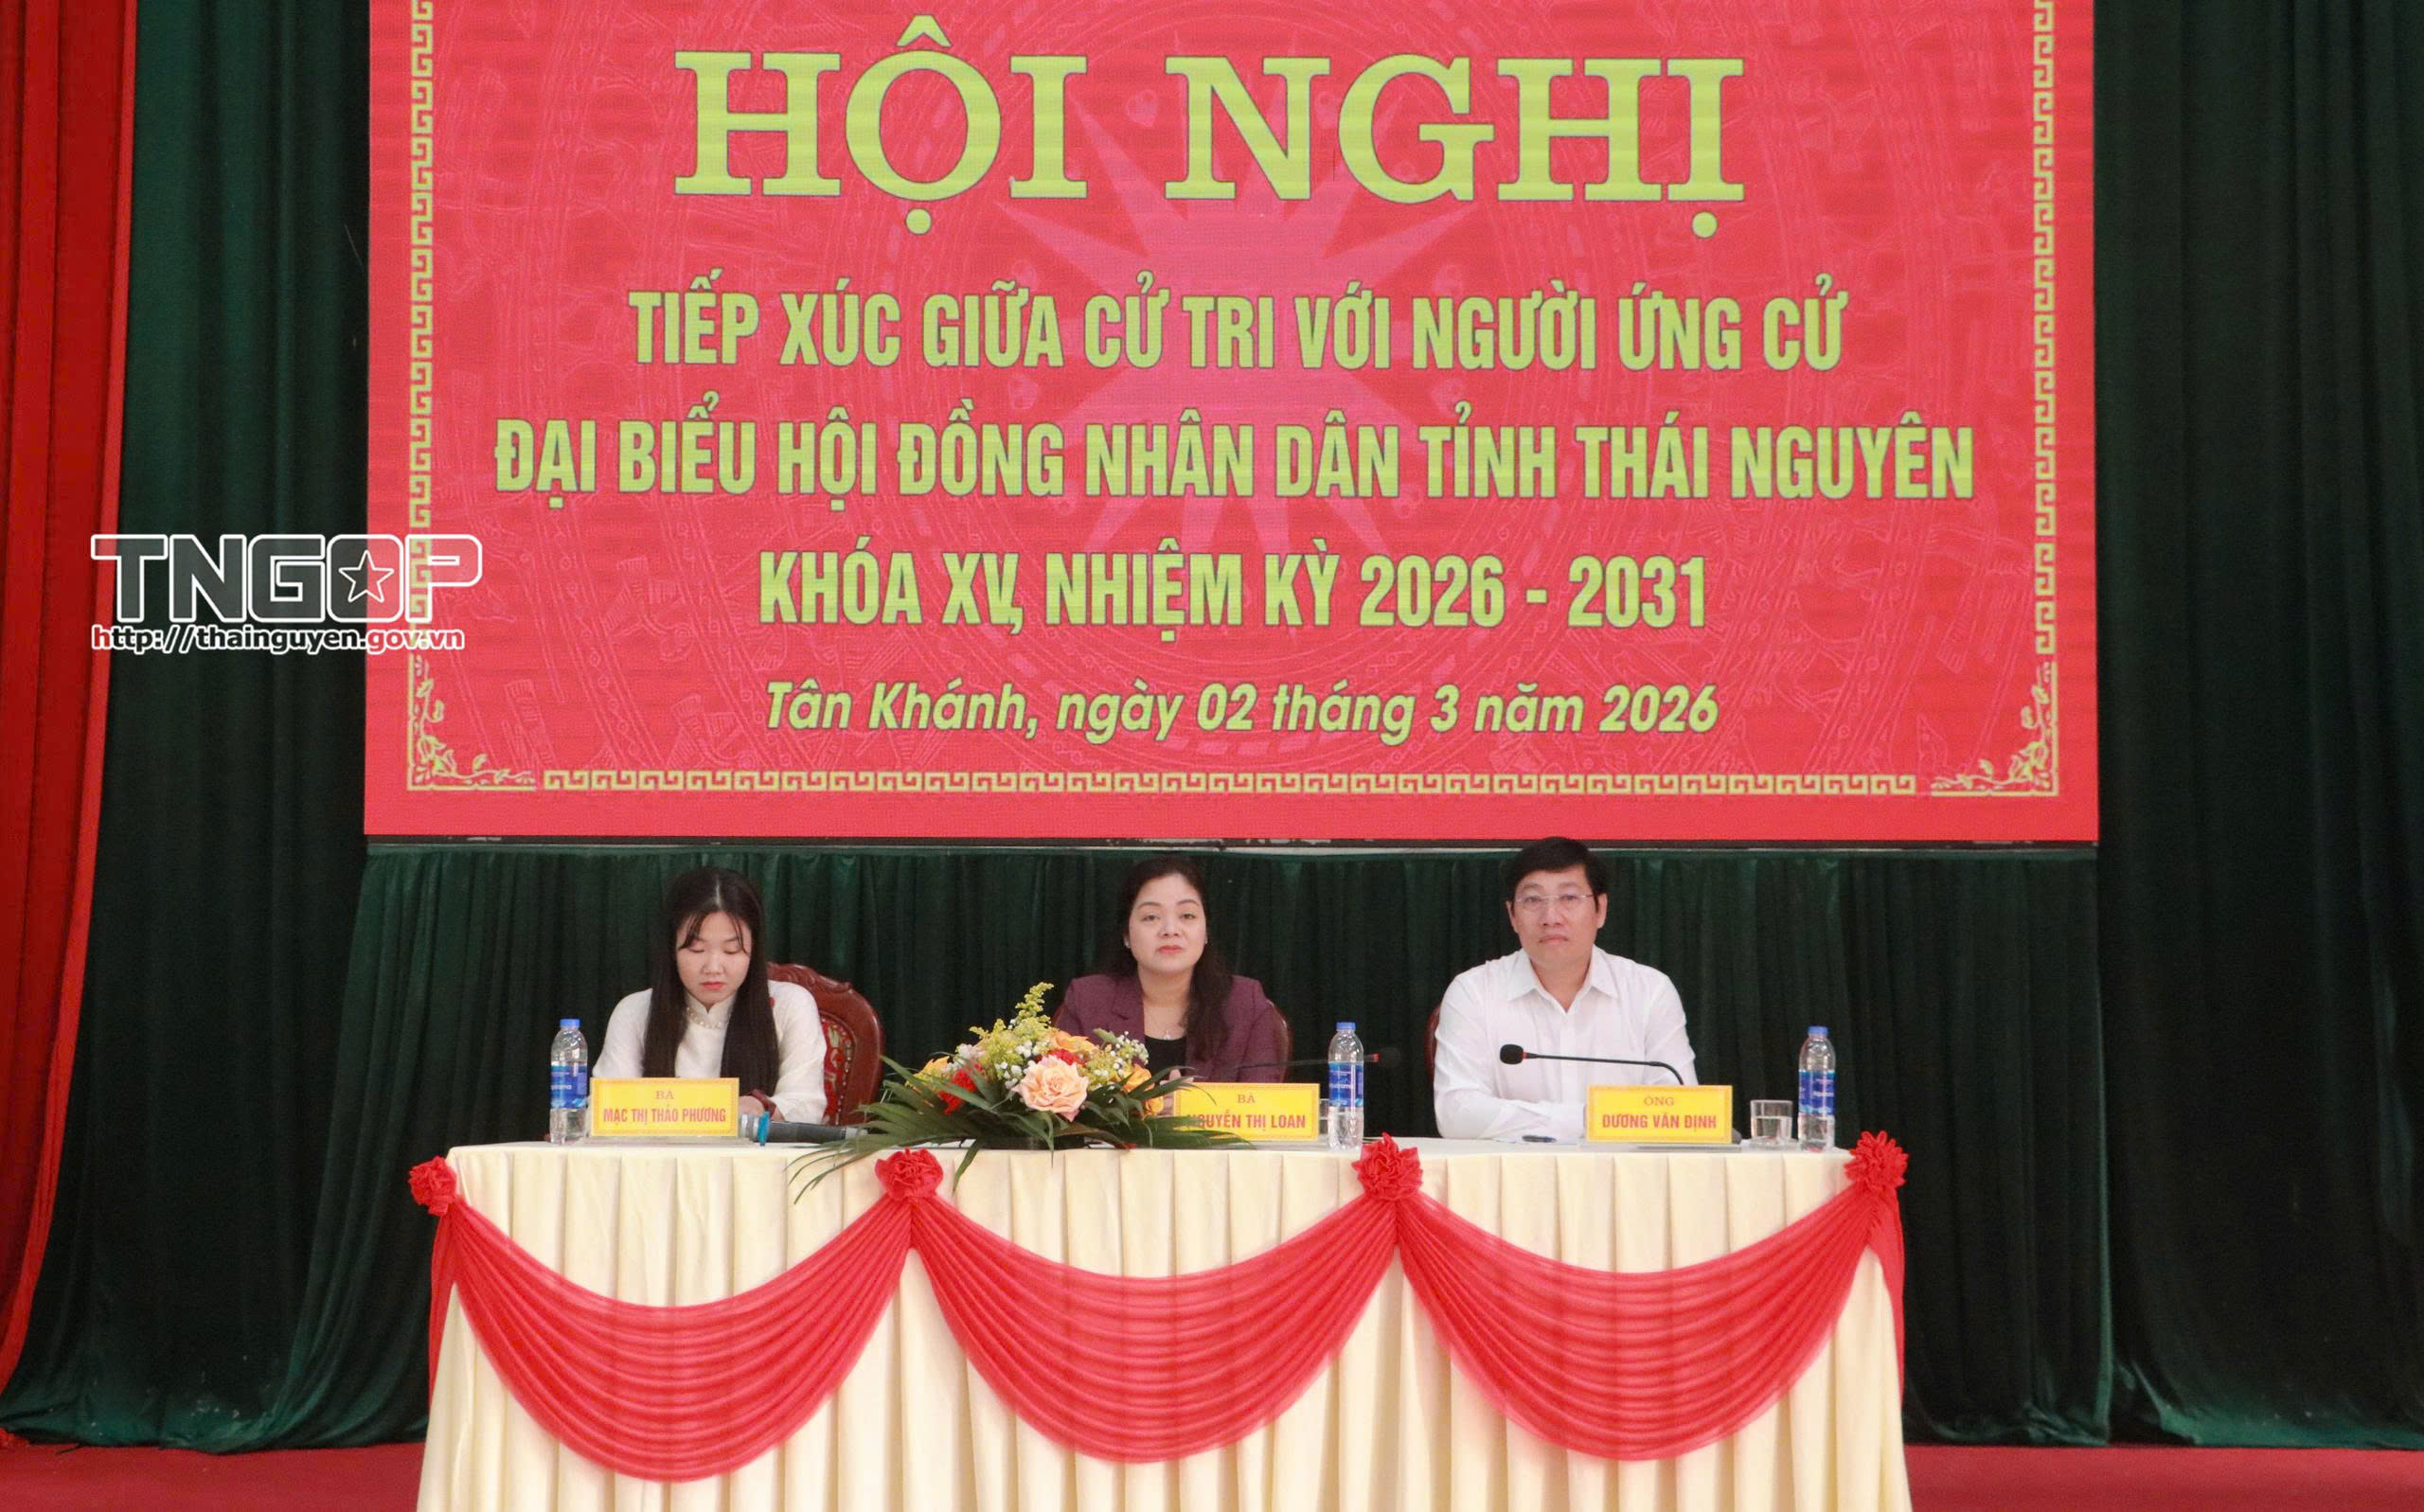 HỘI NGHỊ
TIẾP XÚC GIỮA CỬ TRI VỚI NGƯỜI ỨNG CỬ
ĐẠI BIỂU HỘI ĐỒNG NHÂN DÂN TỈNH THÁI NGUYÊN
KHÓA XV, NHIỆM KỲ 2026 - 2031
Tân Khánh, ngày 02 tháng 3 năm 2026
TNGOP
http://thainguyen.gov.vn
BÀ
MẠC THỊ THẢO PHƯƠNG
BÀ
NGUYỄN THỊ LOAN
ÔNG
DƯƠNG VĂN ĐỊNH